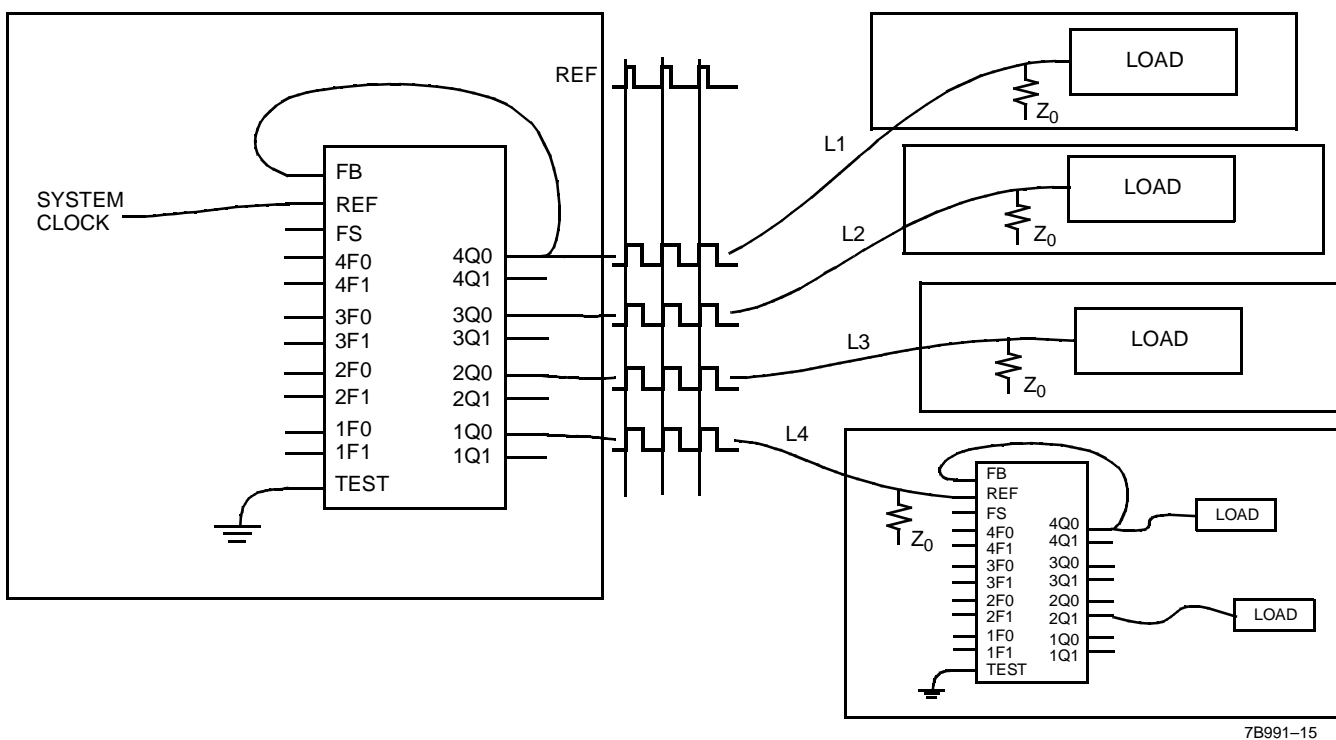 REF
LOAD
Z0
L1
LOAD
Z0
L2
SYSTEM
CLOCK
FB
REF
FS
4F0
4F1
3F0
3F1
2F0
2F1
1F0
1F1
TEST
4Q0
4Q1
3Q0
3Q1
2Q0
2Q1
1Q0
1Q1
L3
LOAD
Z0
L4
Z0
FB
REF
FS
4F0
4F1
3F0
3F1
2F0
2F1
1F0
1F1
TEST
4Q0
4Q1
3Q0
3Q1
2Q0
2Q1
1Q0
1Q1
LOAD
LOAD
7B991–15